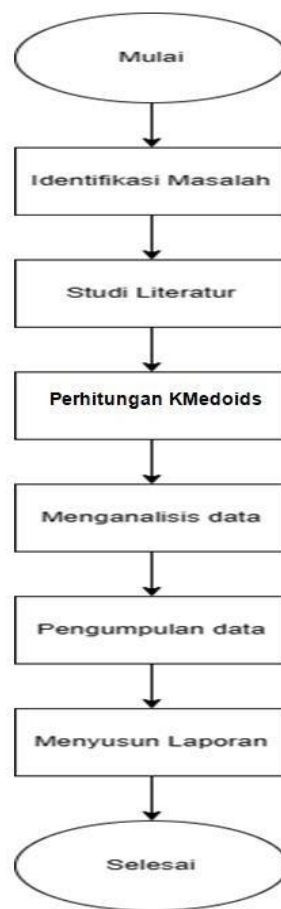 Mulai
Identifikasi Masalah
Studi Literatur
Perhitungan KMedoids
Menganalisis data
Pengumpulan data
Menyusun Laporan
Selesai